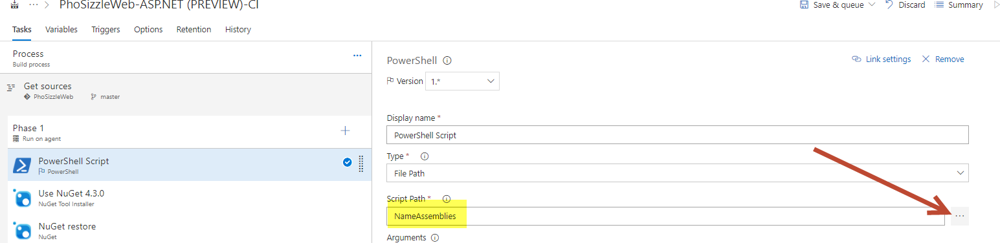 PhoSizzleWeb-ASP.NET (PREVIEW)-CI
Save & queue
Discard
Summary
Tasks
Variables
Triggers
Options
Retention
History
Process
Build process
Get sources
PhoSizzleWeb
master
Phase 1
Run on agent
PowerShell Script
PowerShell
Use NuGet 4.3.0
NuGet Tool Installer
NuGet restore
NuGet
PowerShell
Link settings
Remove
Version
1.*
Display name *
PowerShell Script
Type *
File Path
Script Path *
NameAssemblies
Arguments